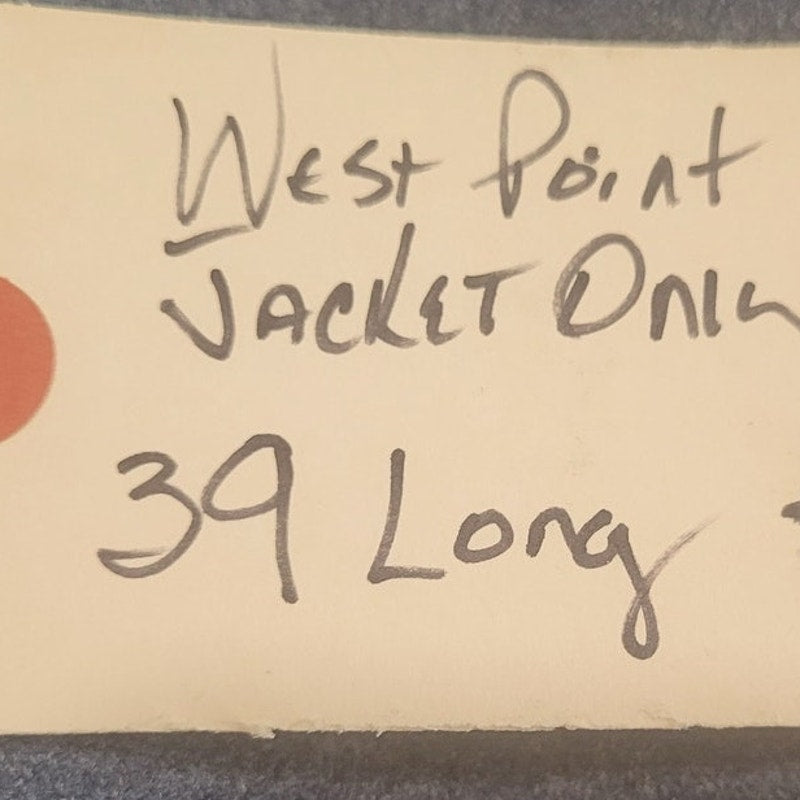 West Point
JACKET Only
39 Long